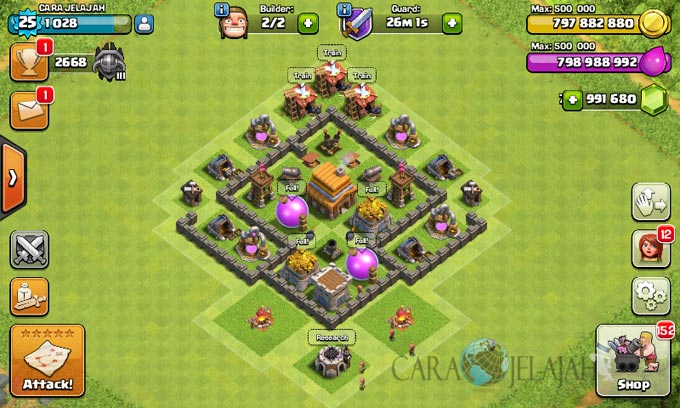 CARA JELAJAH
25
1 028
1
2668
III
1
Builder:
2/2
Guard:
26M 1S
Max: 500 000
797 882 880
Max: 500 000
798 988 992
991 680
Train
Train
Train
Full!
Full!
Full!
Full!
Research
12
152
Attack!
Shop
CARA JELAJAH